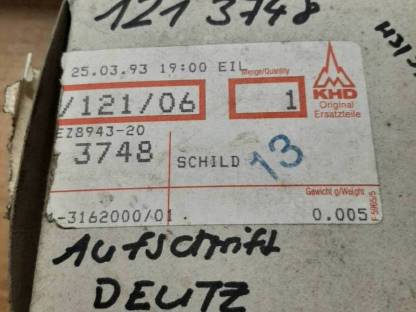 121 3748
25.03.93 19:00 EIL
Menge/Quantity
/121/06
1
KHD
Original
Ersatzteile
EZ8943-20
3748
SCHILD
13
Gewicht g/Weight
-3162000/01
0.005
Aufschrift
DEUTZ